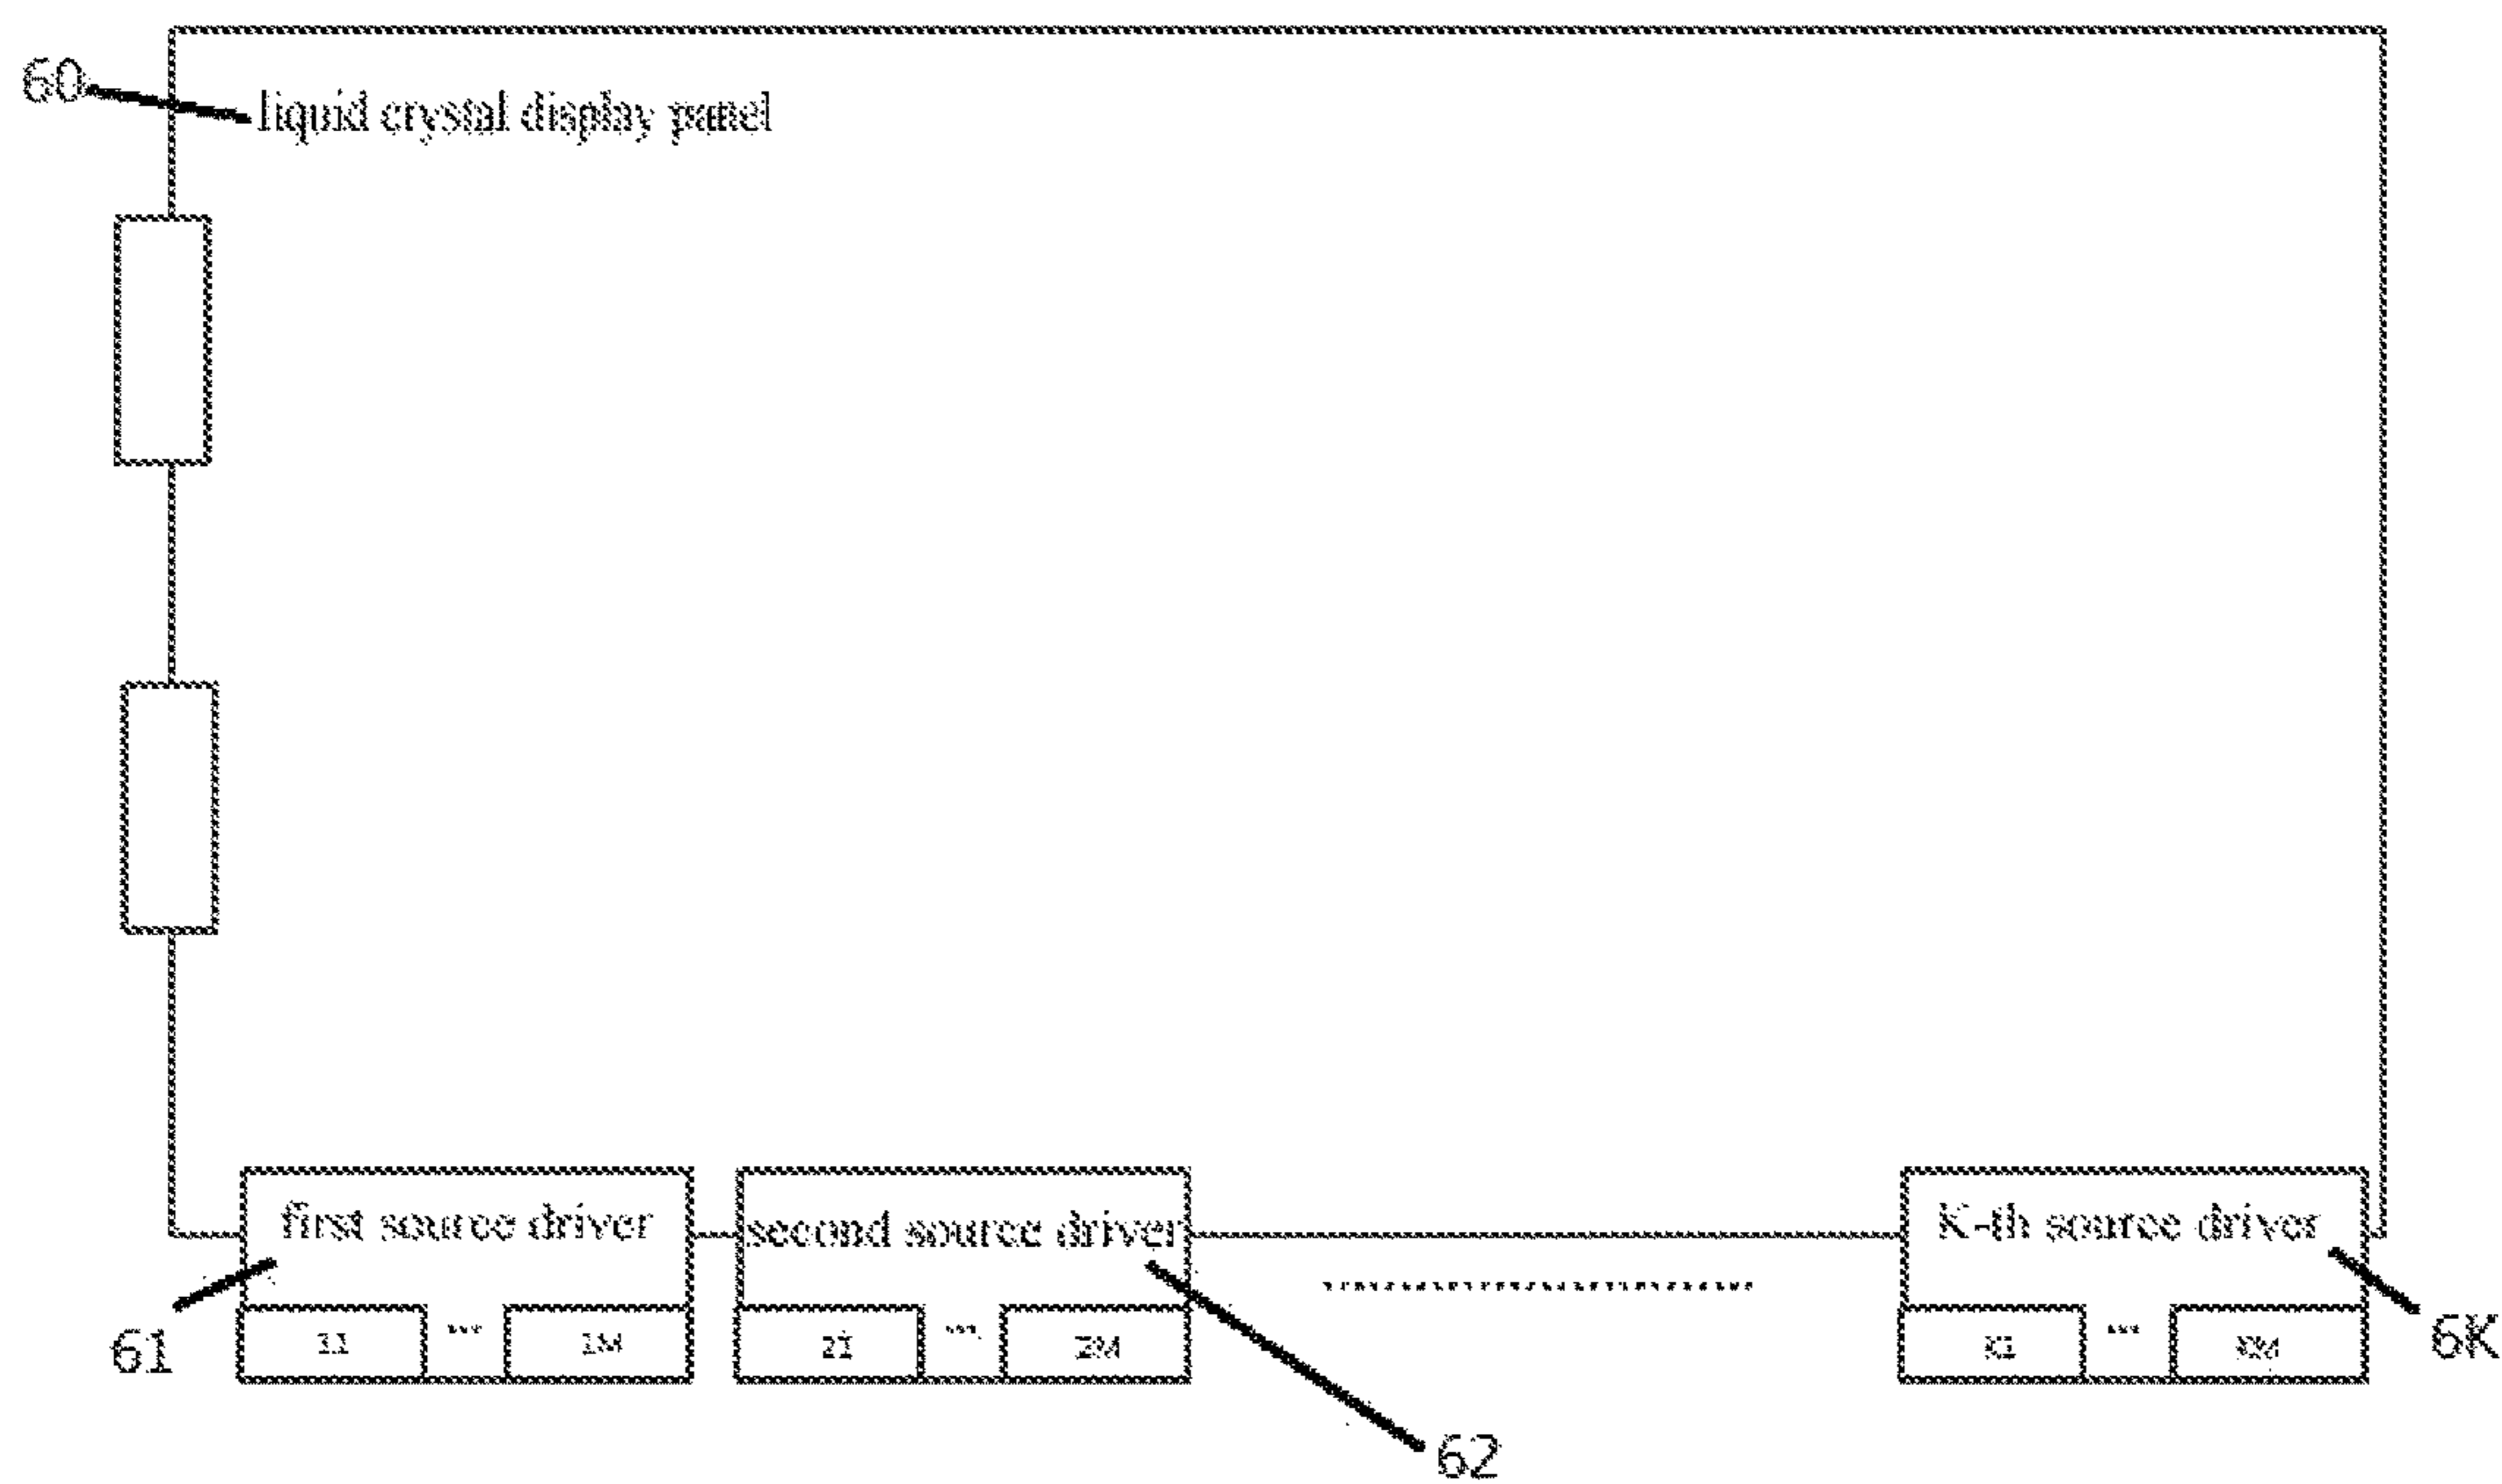 60
liquid crystal display panel
first source driver
second source driver
K-th source driver
11
...
1M
21
...
2M
K1
...
KM
61
62
6K